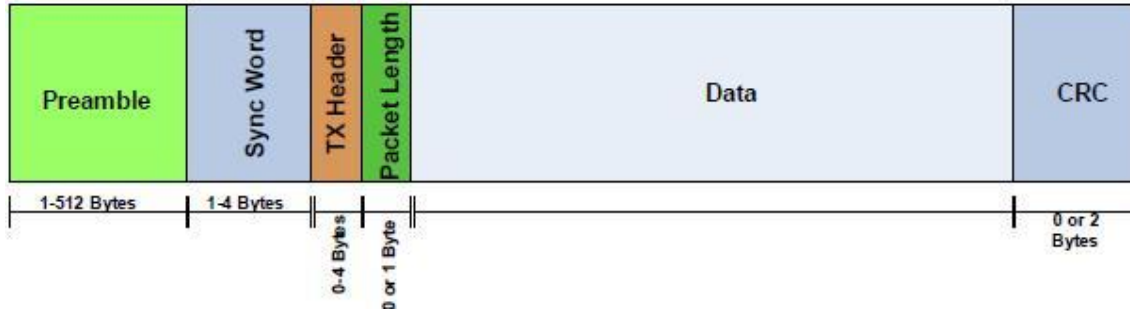 Preamble
Sync Word
TX Header
Packet Length
Data
CRC
1-512 Bytes
1-4 Bytes
0-4 Bytes
0 or 1 Byte
0 or 2
Bytes